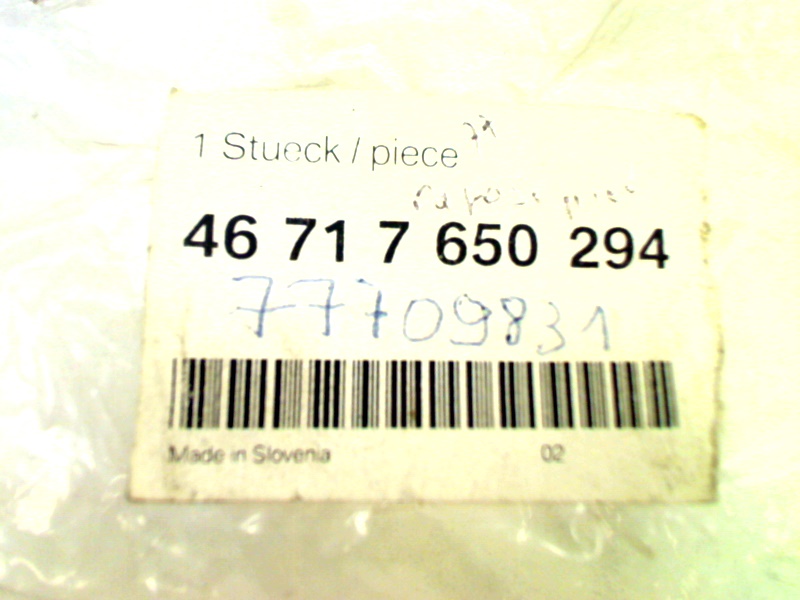 1 Stueck / piece
46 71 7 650 294
77709831
Made in Slovenia 02